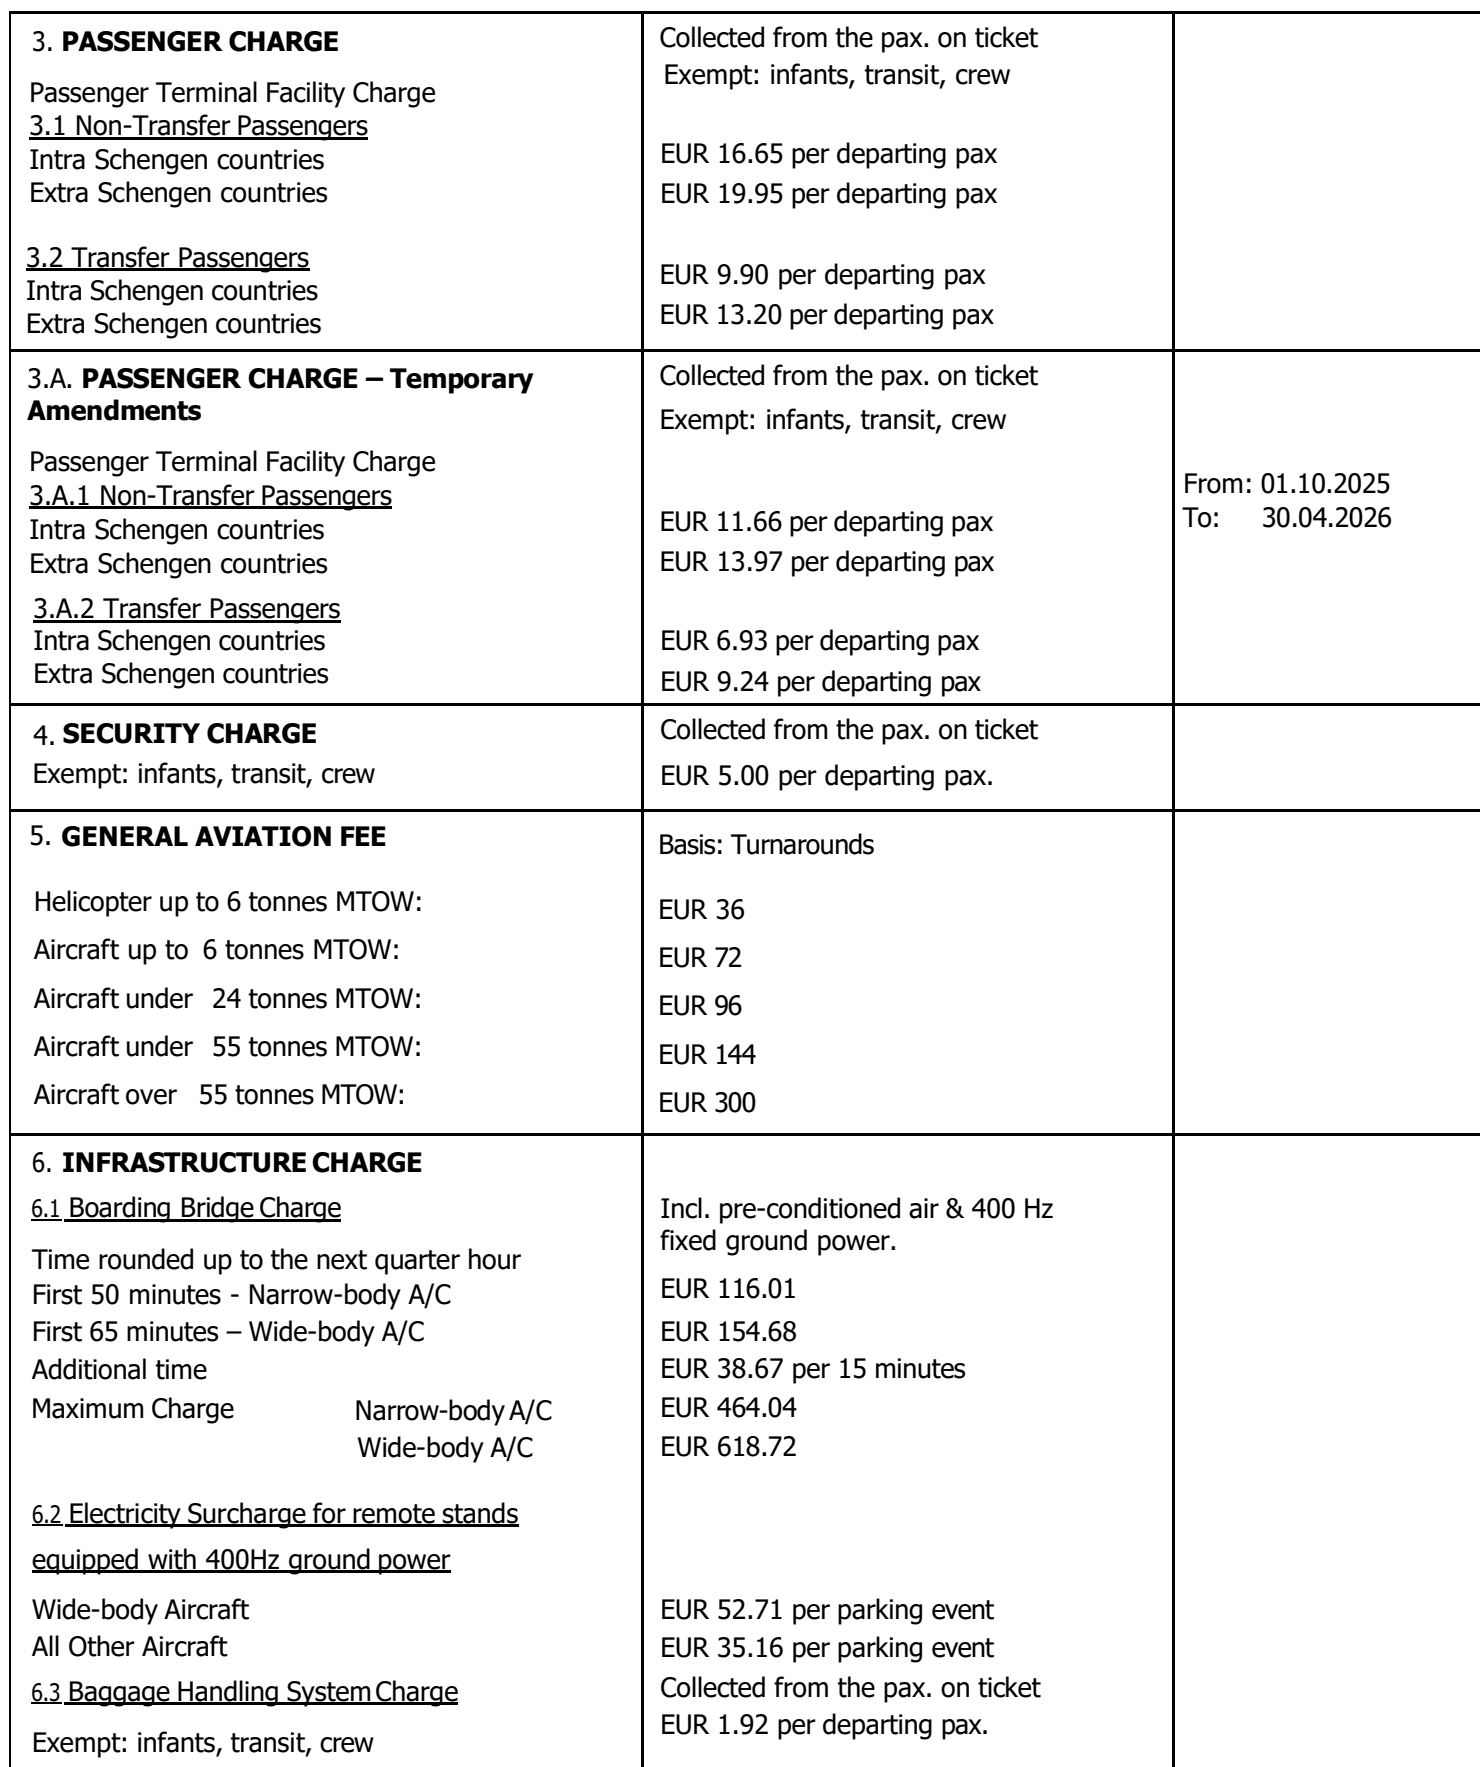 3. PASSENGER CHARGE
Collected from the pax. on ticket
Exempt: infants, transit, crew
Passenger Terminal Facility Charge
3.1 Non-Transfer Passengers
Intra Schengen countries
EUR 16.65 per departing pax
Extra Schengen countries
EUR 19.95 per departing pax
3.2 Transfer Passengers
Intra Schengen countries
EUR 9.90 per departing pax
Extra Schengen countries
EUR 13.20 per departing pax
3.A. PASSENGER CHARGE – Temporary
Amendments
Collected from the pax. on ticket
Exempt: infants, transit, crew
Passenger Terminal Facility Charge
3.A.1 Non-Transfer Passengers
Intra Schengen countries
EUR 11.66 per departing pax
Extra Schengen countries
EUR 13.97 per departing pax
From: 01.10.2025
To: 30.04.2026
3.A.2 Transfer Passengers
Intra Schengen countries
EUR 6.93 per departing pax
Extra Schengen countries
EUR 9.24 per departing pax
4. SECURITY CHARGE
Collected from the pax. on ticket
Exempt: infants, transit, crew
EUR 5.00 per departing pax.
5. GENERAL AVIATION FEE
Basis: Turnarounds
Helicopter up to 6 tonnes MTOW:
EUR 36
Aircraft up to 6 tonnes MTOW:
EUR 72
Aircraft under 24 tonnes MTOW:
EUR 96
Aircraft under 55 tonnes MTOW:
EUR 144
Aircraft over 55 tonnes MTOW:
EUR 300
6. INFRASTRUCTURE CHARGE
6.1 Boarding Bridge Charge
Incl. pre-conditioned air & 400 Hz
fixed ground power.
Time rounded up to the next quarter hour
First 50 minutes - Narrow-body A/C
EUR 116.01
First 65 minutes – Wide-body A/C
EUR 154.68
Additional time
EUR 38.67 per 15 minutes
Maximum Charge Narrow-body A/C
EUR 464.04
Wide-body A/C
EUR 618.72
6.2 Electricity Surcharge for remote stands
equipped with 400Hz ground power
Wide-body Aircraft
EUR 52.71 per parking event
All Other Aircraft
EUR 35.16 per parking event
6.3 Baggage Handling System Charge
Collected from the pax. on ticket
EUR 1.92 per departing pax.
Exempt: infants, transit, crew